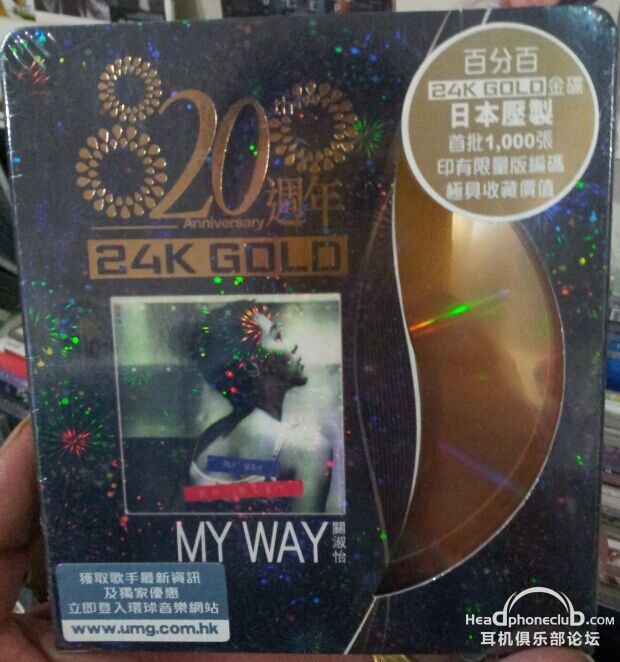 百分百
24K GOLD金碟
日本壓製
首批1,000張
印有限量版編碼
極具收藏價值
20週年
Anniversary
24K GOLD
MY WAY
MY WAY
關淑怡
獲取歌手最新資訊
及獨家優惠
立即登入環球音樂網站
www.umg.com.hk
Headphoneclub.com
耳机俱乐部论坛